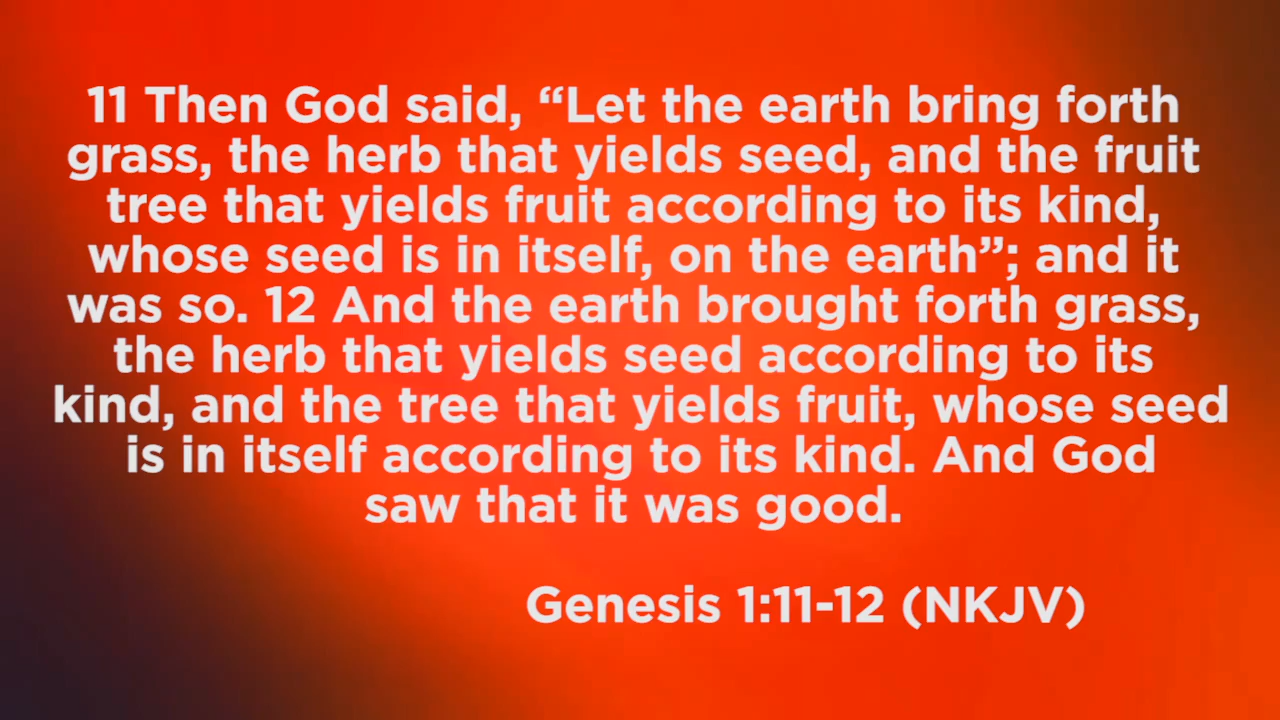 11 Then God said, “Let the earth bring forth
grass, the herb that yields seed, and the fruit
tree that yields fruit according to its kind,
whose seed is in itself, on the earth”; and it
was so. 12 And the earth brought forth grass,
the herb that yields seed according to its
kind, and the tree that yields fruit, whose seed
is in itself according to its kind. And God
saw that it was good.
Genesis 1:11-12 (NKJV)